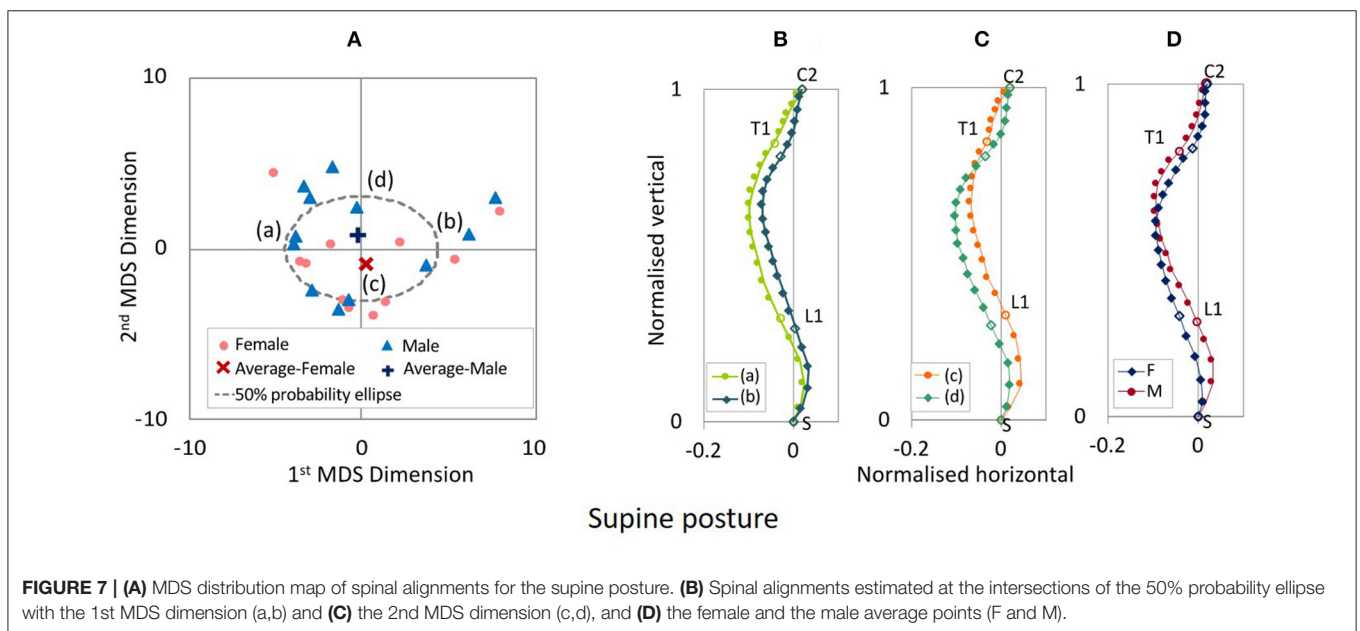 A
B
C
D
10
0
-10
-10
0
10
2nd MDS Dimension
1st MDS Dimension
(a)
(b)
(c)
(d)
Female
Male
Average-Female
Average-Male
50% probability ellipse
Normalised vertical
1
0
-0.2
0
C2
T1
L1
S
(a)
(b)
1
0
-0.2
0
C2
T1
L1
S
(c)
(d)
1
0
-0.2
0
C2
T1
L1
S
F
M
Normalised horizontal
Supine posture
FIGURE 7 | (A) MDS distribution map of spinal alignments for the supine posture. (B) Spinal alignments estimated at the intersections of the 50% probability ellipse
with the 1st MDS dimension (a,b) and (C) the 2nd MDS dimension (c,d), and (D) the female and the male average points (F and M).